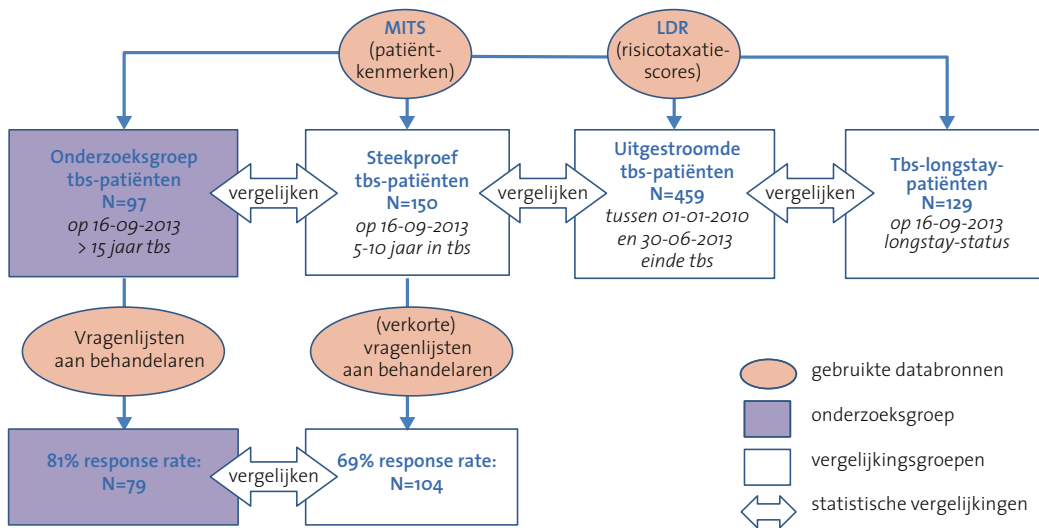 MITS
(patiënt-
kenmerken)
LDR
(risicotaxatie-
scores)
Onderzoeksgroep
tbs-patiënten
N=97
op 16-09-2013
> 15 jaar tbs
vergelijken
Steekproef
tbs-patiënten
N=150
op 16-09-2013
5-10 jaar in tbs
vergelijken
Uitgestroomde
tbs-patiënten
N=459
tussen 01-01-2010
en 30-06-2013
einde tbs
vergelijken
Tbs-longstay-
patiënten
N=129
op 16-09-2013
longstay-status
Vragenlijsten
aan behandelaren
(verkorte)
vragenlijsten
aan behandelaren
81% response rate:
N=79
vergelijken
69% response rate:
N=104
gebruikte databronnen
onderzoeksgroep
vergelijkingsgroepen
statistische vergelijkingen